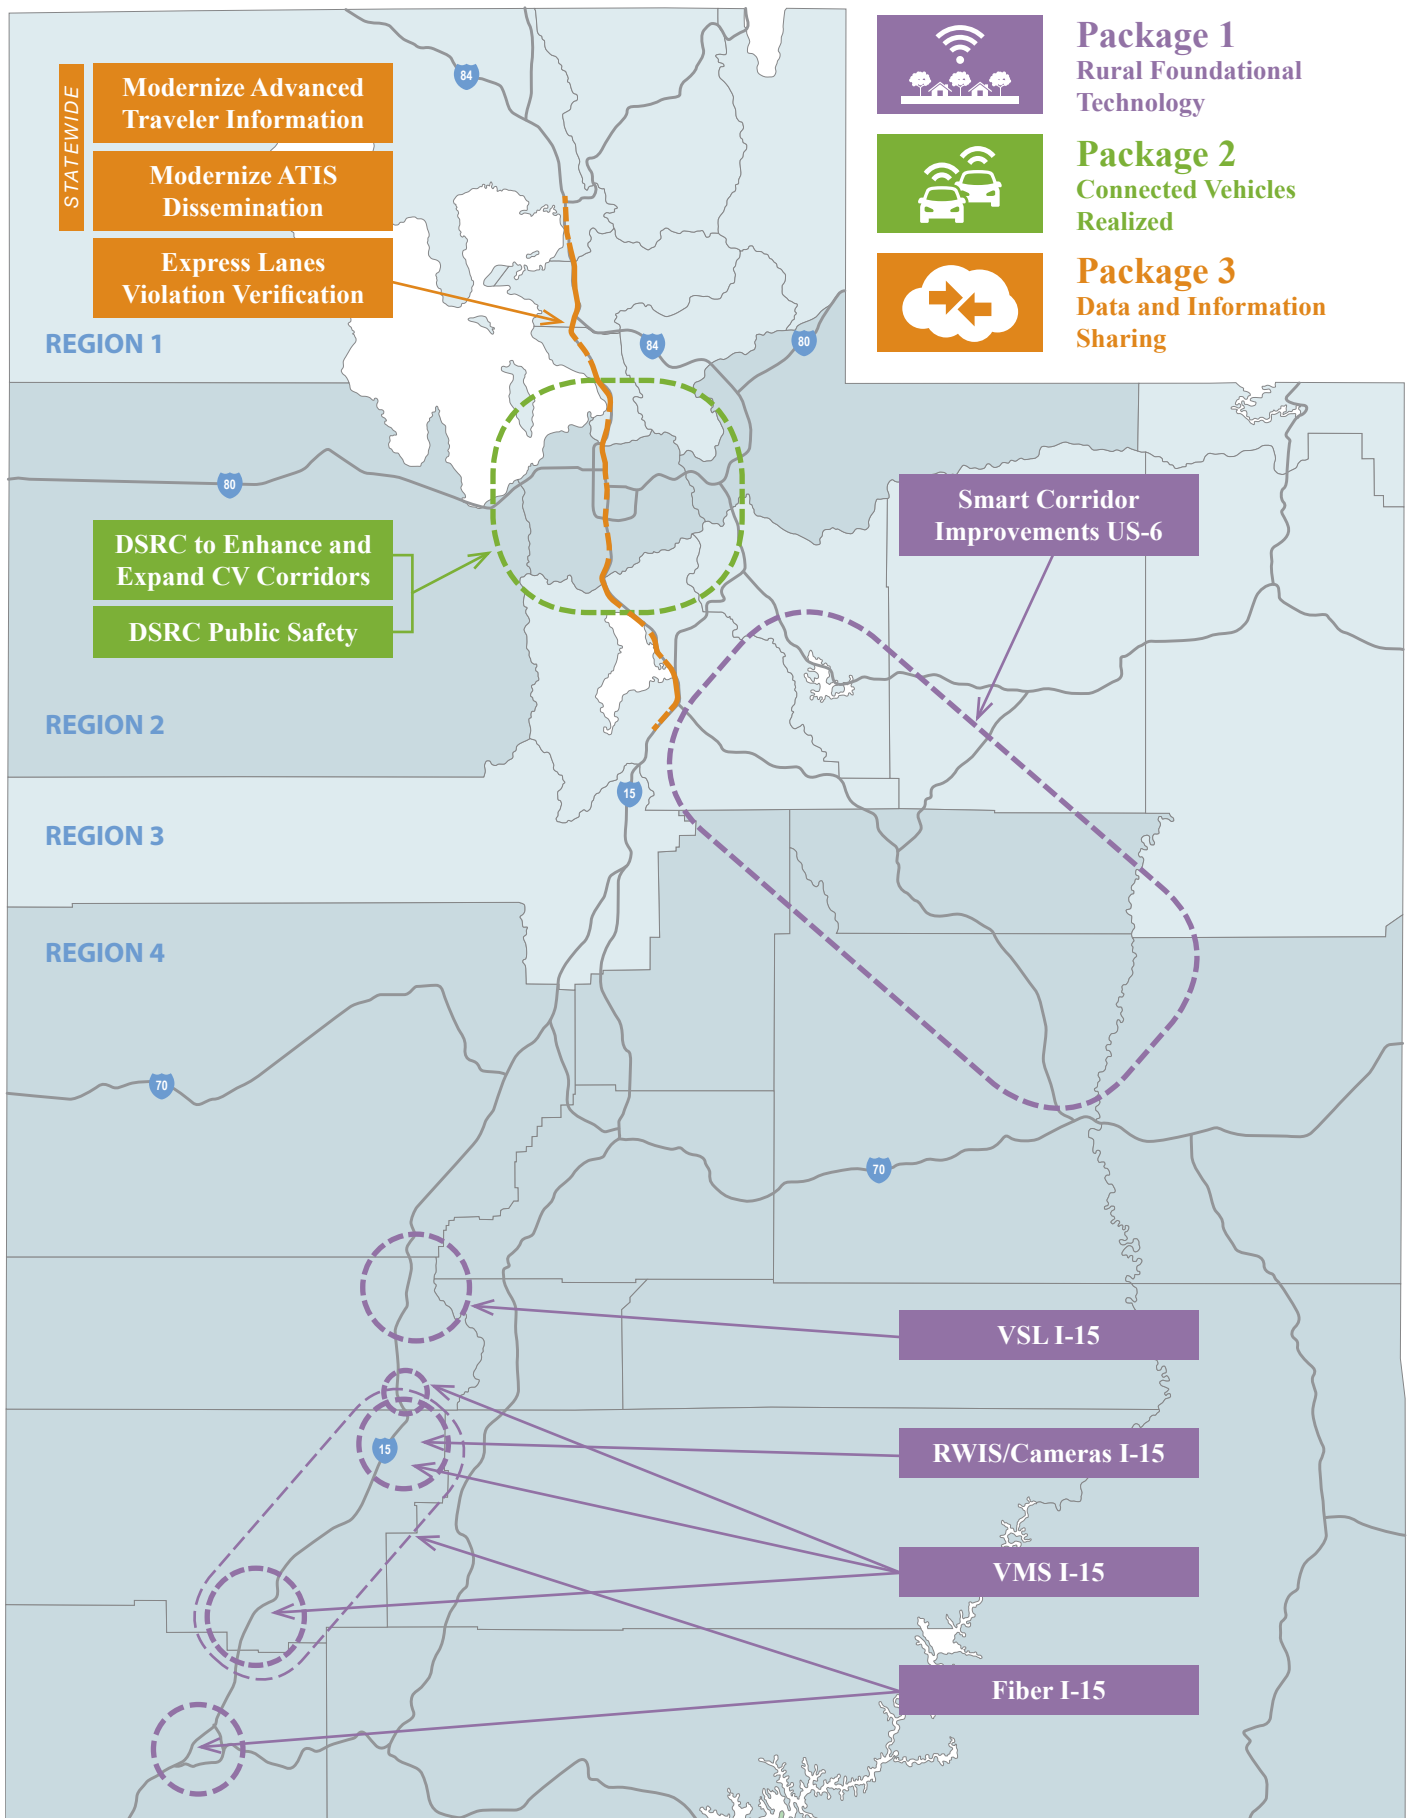 STATEWIDE
Modernize Advanced
Traveler Information
Modernize ATIS
Dissemination
Express Lanes
Violation Verification
Package 1
Rural Foundational
Technology
Package 2
Connected Vehicles
Realized
Package 3
Data and Information
Sharing
84
REGION 1
84
80
80
Smart Corridor
Improvements US-6
DSRC to Enhance and
Expand CV Corridors
DSRC Public Safety
REGION 2
15
REGION 3
REGION 4
70
70
VSL I-15
15
RWIS/Cameras I-15
VMS I-15
Fiber I-15